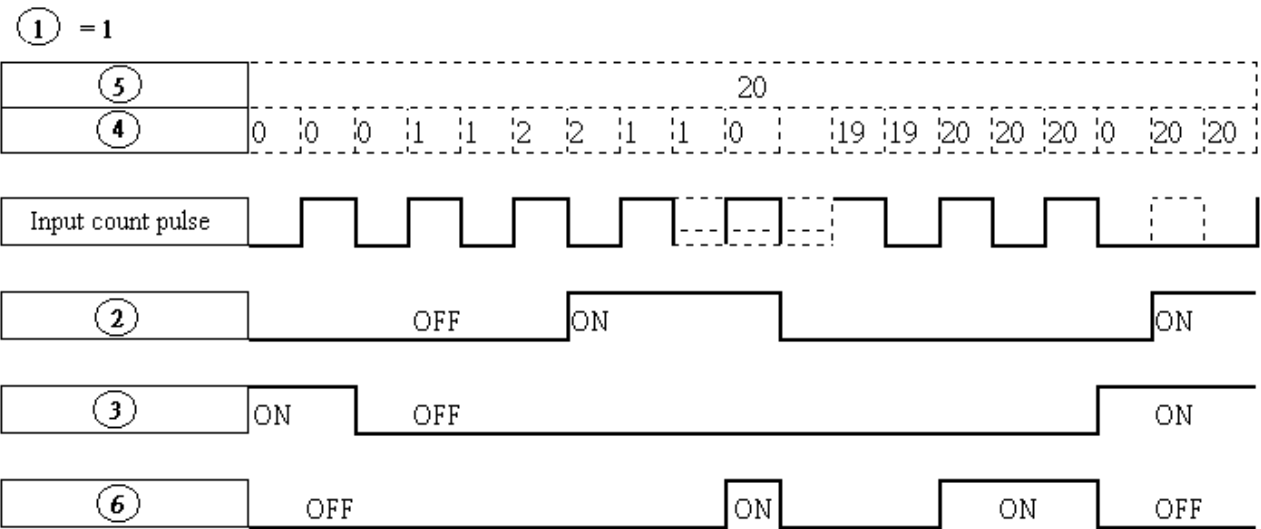 ① = 1
⑤ 20
④ 0 0 0 1 1 2 2 1 1 0 19 19 20 20 20 0 20 20
Input count pulse
② OFF ON ON
③ ON OFF ON
⑥ OFF ON ON OFF